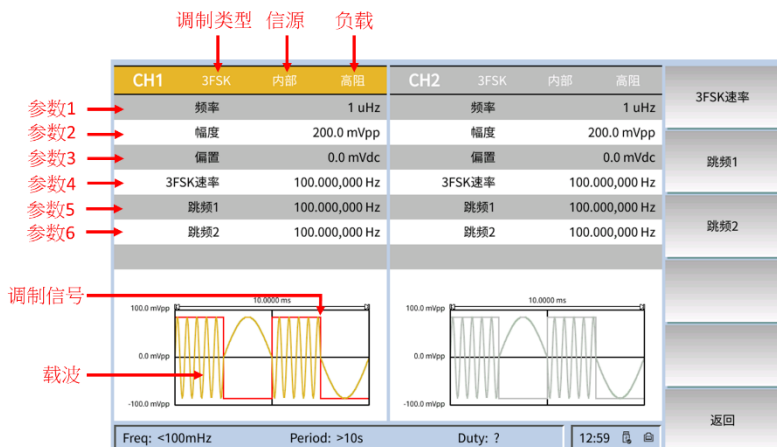 调制类型 信源 负载
CH1 3FSK 内部 高阻 CH2 3FSK 内部 高阻 3FSK速率
参数1 频率 1 uHz 频率 1 uHz
参数2 幅度 200.0 mVpp 幅度 200.0 mVpp
参数3 偏置 0.0 mVdc 偏置 0.0 mVdc 跳频1
参数4 3FSK速率 100.000,000 Hz 3FSK速率 100.000,000 Hz
参数5 跳频1 100.000,000 Hz 跳频1 100.000,000 Hz
参数6 跳频2 100.000,000 Hz 跳频2 100.000,000 Hz 跳频2
调制信号
10.0000 ms 10.0000 ms
100.0 mVpp 100.0 mVpp
0.0 mVpp 0.0 mVpp
载波
-100.0 mVpp -100.0 mVpp
返回
Freq: <100mHz Period: >10s Duty: ? 12:59